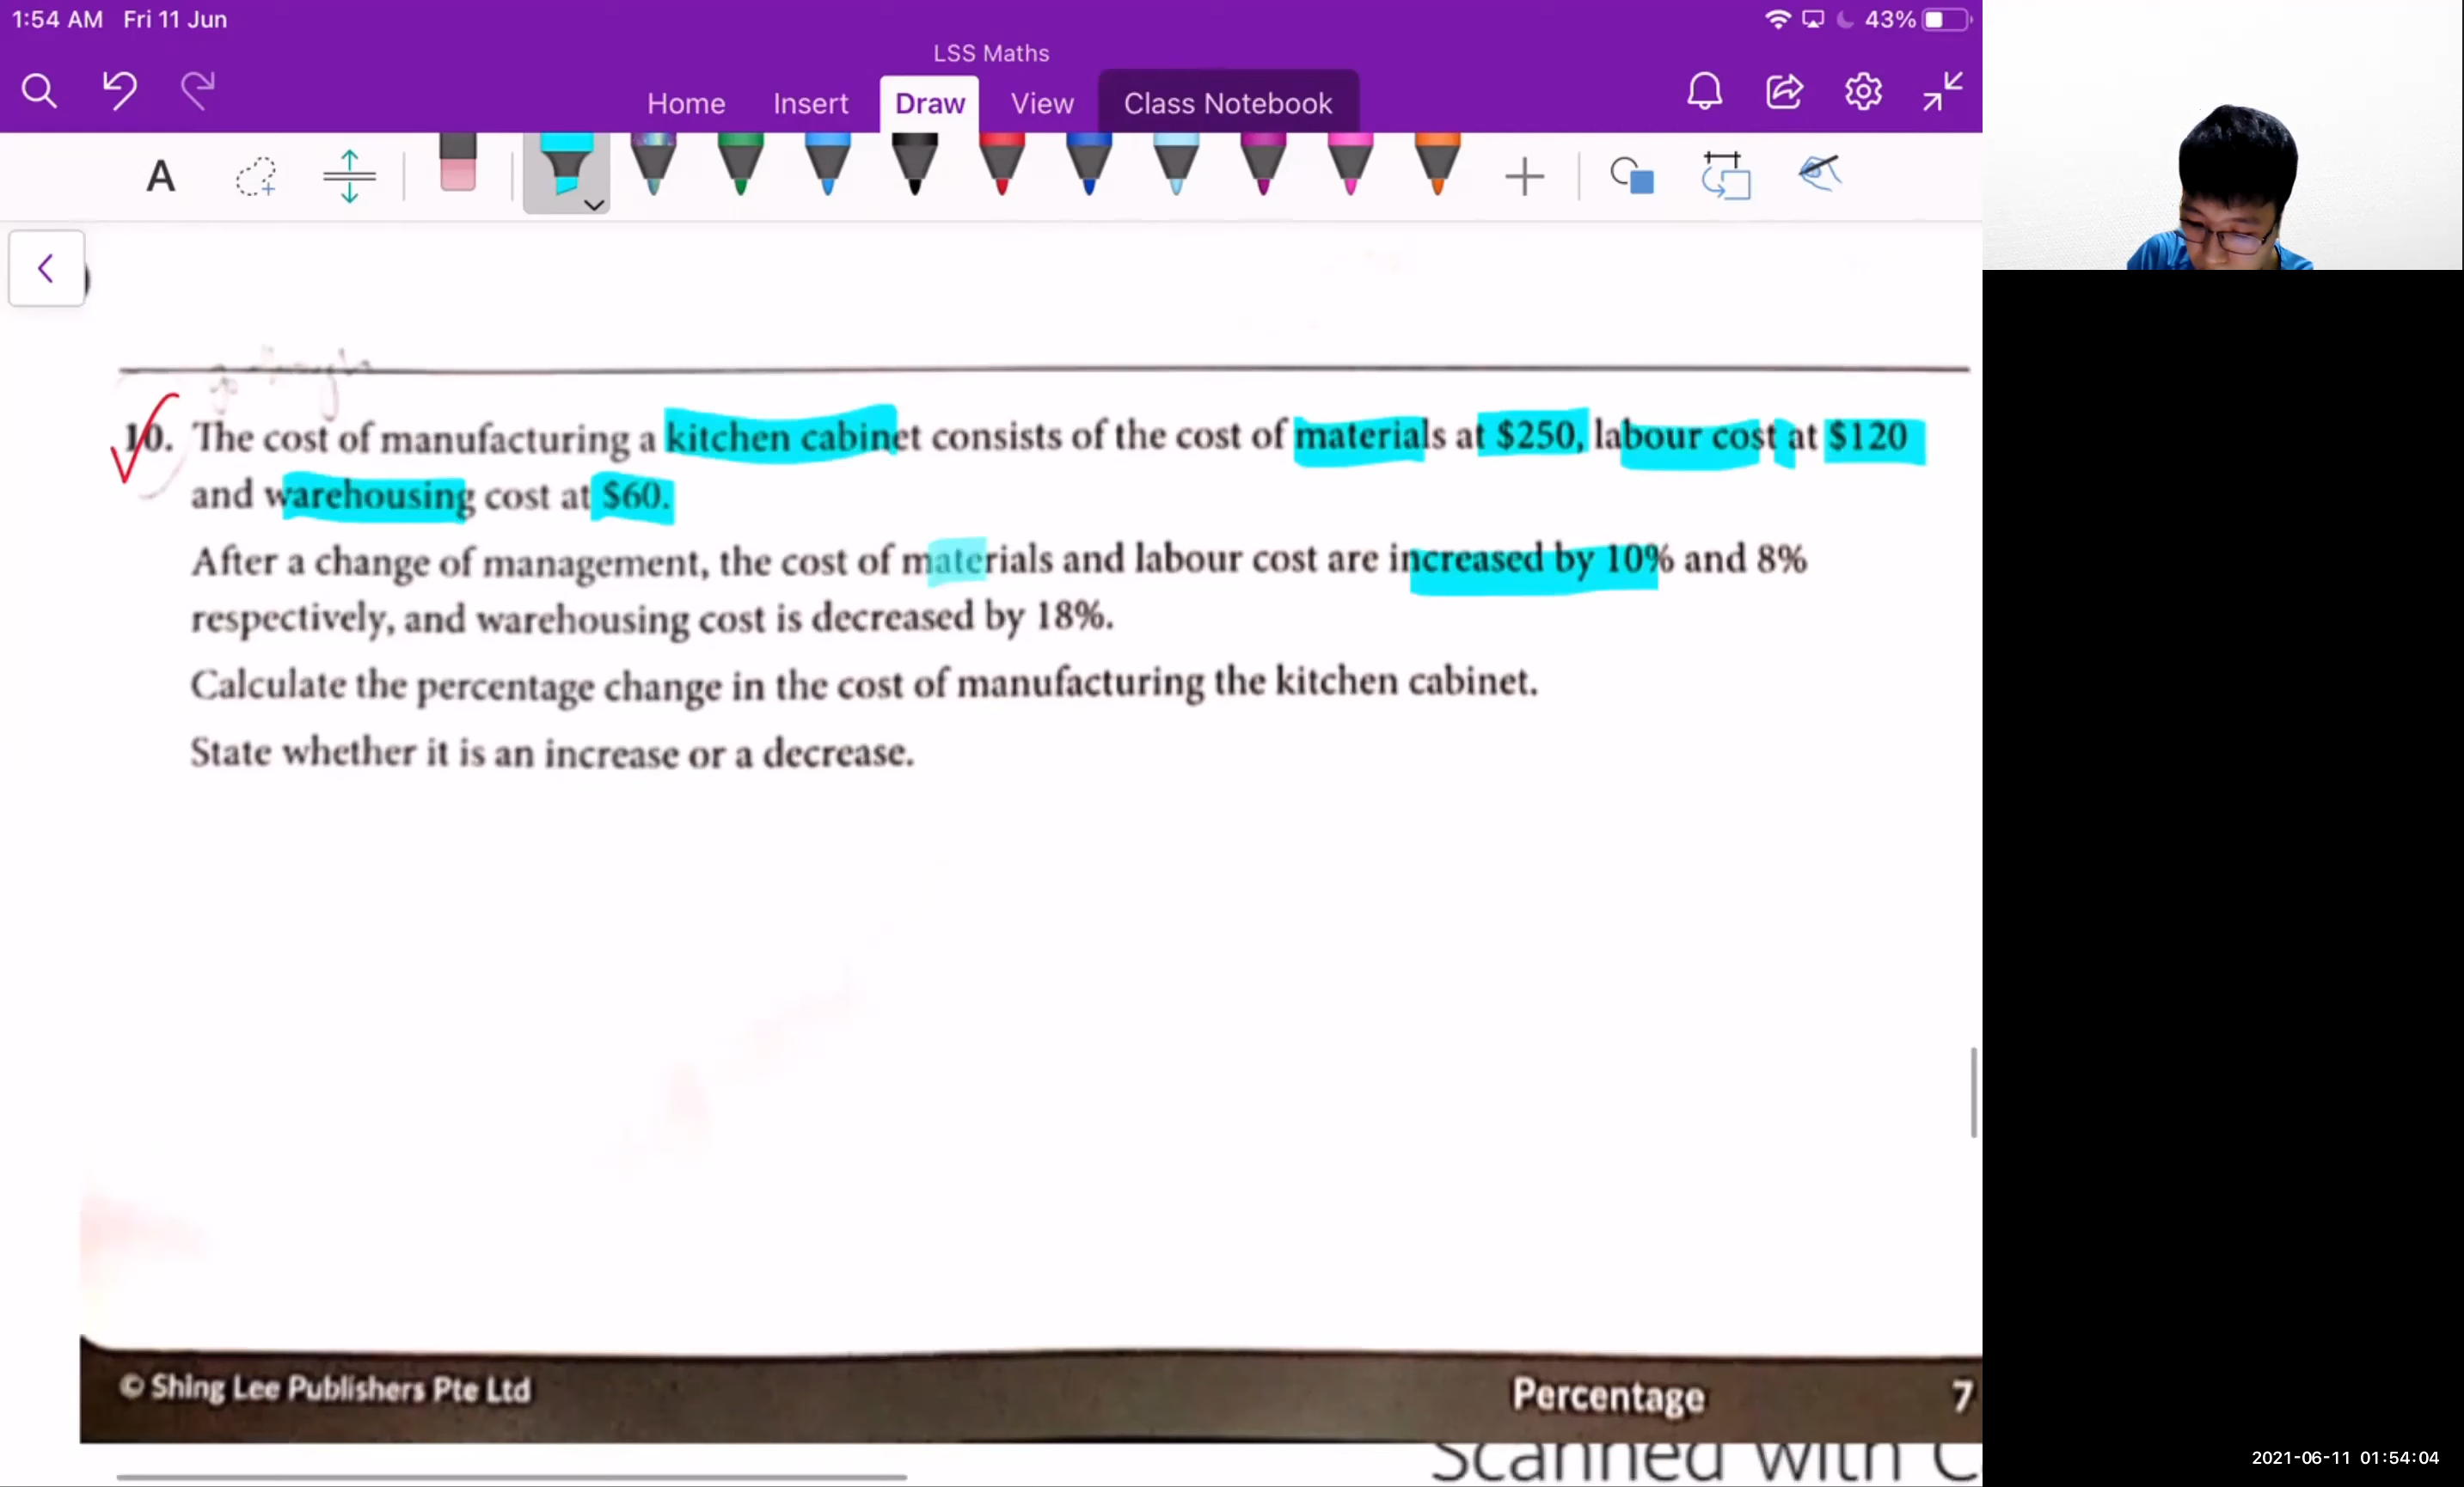 1:54 AM Fri 11 Jun
43%
LSS Maths
Home Insert Draw View Class Notebook
A
go through
10. The cost of manufacturing a kitchen cabinet consists of the cost of materials at $250, labour cost at $120
and warehousing cost at $60.
After a change of management, the cost of materials and labour cost are increased by 10% and 8%
respectively, and warehousing cost is decreased by 18%.
Calculate the percentage change in the cost of manufacturing the kitchen cabinet.
State whether it is an increase or a decrease.
© Shing Lee Publishers Pte Ltd
Percentage 7
Scanned with C
2021-06-11 01:54:04